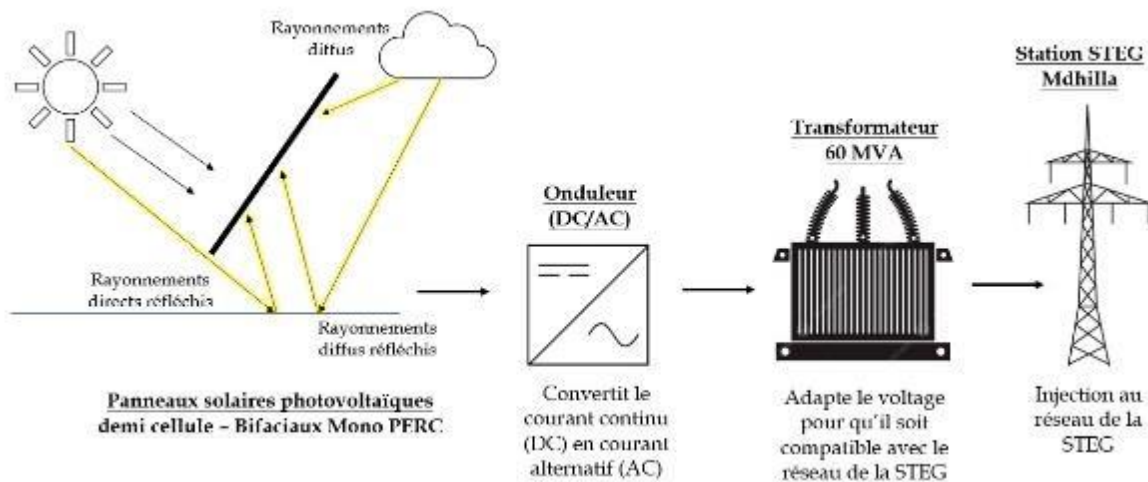 Rayonnements
diffus
Rayonnements
directs réfléchis
Rayonnements
diffus réfléchis
Panneaux solaires photovoltaïques
demi cellule – Bifaciaux Mono PERC
Onduleur
(DC/AC)
Convertit le
courant continu
(DC) en courant
alternatif (AC)
Transformateur
60 MVA
Adapte le voltage
pour qu'il soit
compatible avec le
réseau de la STEG
Station STEG
Mdhilla
Injection au
réseau de la
STEG